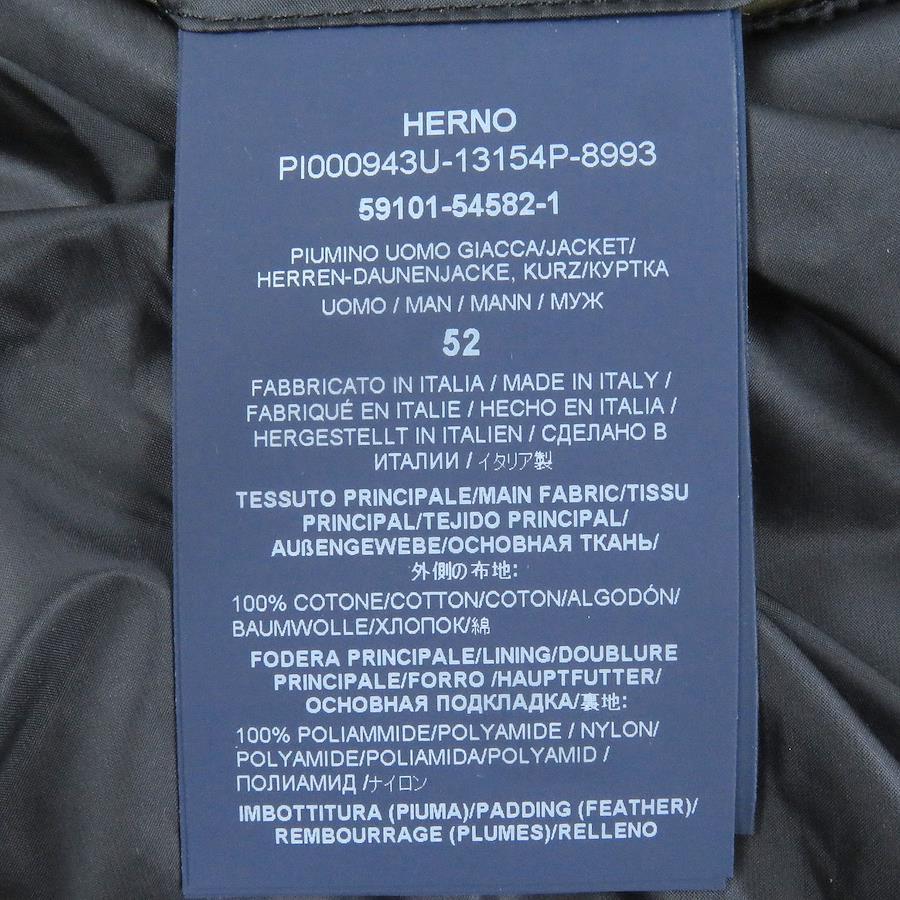 HERNO
PI000943U-13154P-8993
59101-54582-1
PIUMINO UOMO GIACCA/JACKET/
HERREN-DAUNENJACKE, KURZ/КУРТКА
UOMO / MAN / MANN / МУЖ
52
FABBRICATO IN ITALIA / MADE IN ITALY /
FABRIQUÉ EN ITALIE / HECHO EN ITALIA /
HERGESTELLT IN ITALIEN / СДЕЛАНО В
ИТАЛИИ / イタリア製
TESSUTO PRINCIPALE/MAIN FABRIC/TISSU
PRINCIPAL/TEJIDO PRINCIPAL/
AUßENGEWEBE/ОСНОВНАЯ ТКАНЬ/
外側の布地:
100% COTONE/COTTON/COTON/ALGODÓN/
BAUMWOLLE/ХЛОПОК/綿
FODERA PRINCIPALE/LINING/DOUBLURE
PRINCIPALE/FORRO /HAUPTFUTTER/
ОСНОВНАЯ ПОДКЛАДКА/裏地:
100% POLIAMMIDE/POLYAMIDE / NYLON/
POLYAMIDE/POLIAMIDA/POLYAMID /
ПОЛИАМИД /ナイロン
IMBOTTITURA (PIUMA)/PADDING (FEATHER)/
REMBOURRAGE (PLUMES)/RELLENO